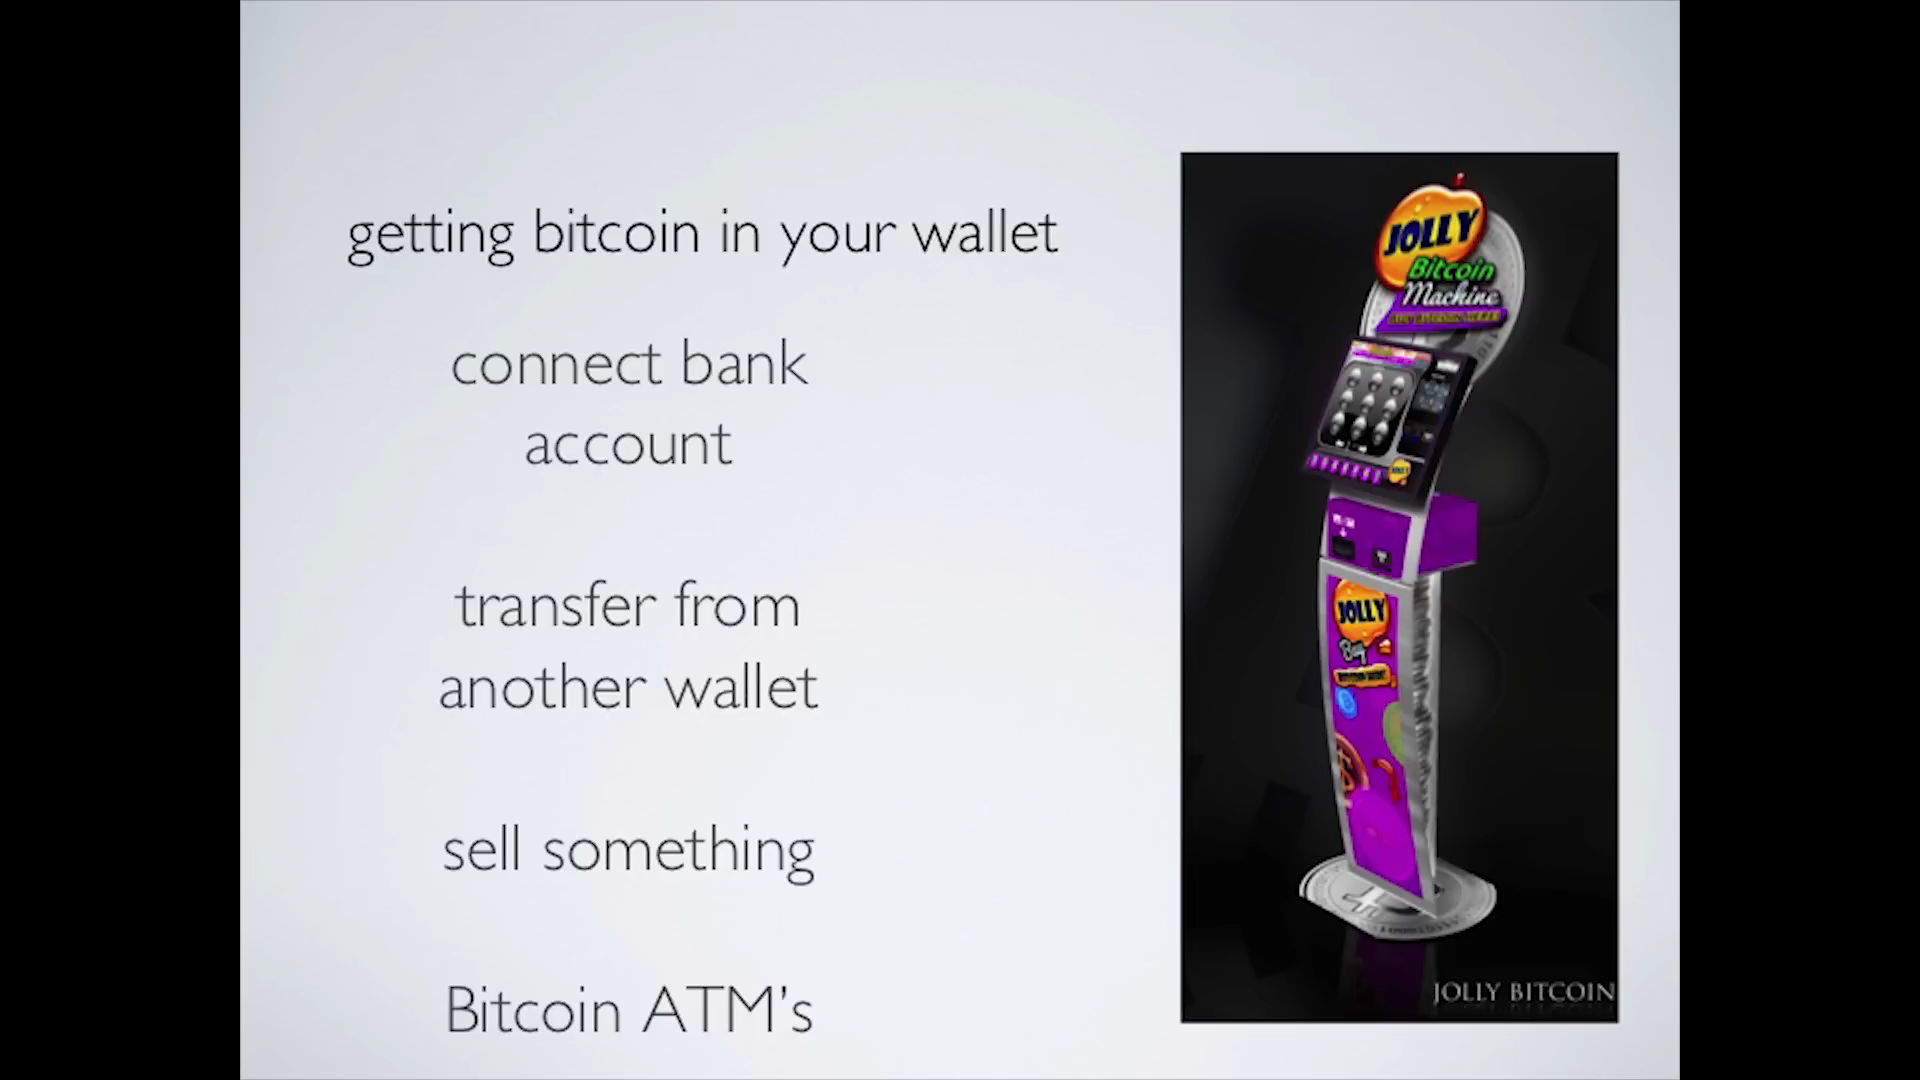 getting bitcoin in your wallet
connect bank
account
transfer from
another wallet
sell something
Bitcoin ATM's
JOLLY
Bitcoin
Machine
JOLLY
Buy
JOLLY BITCOIN